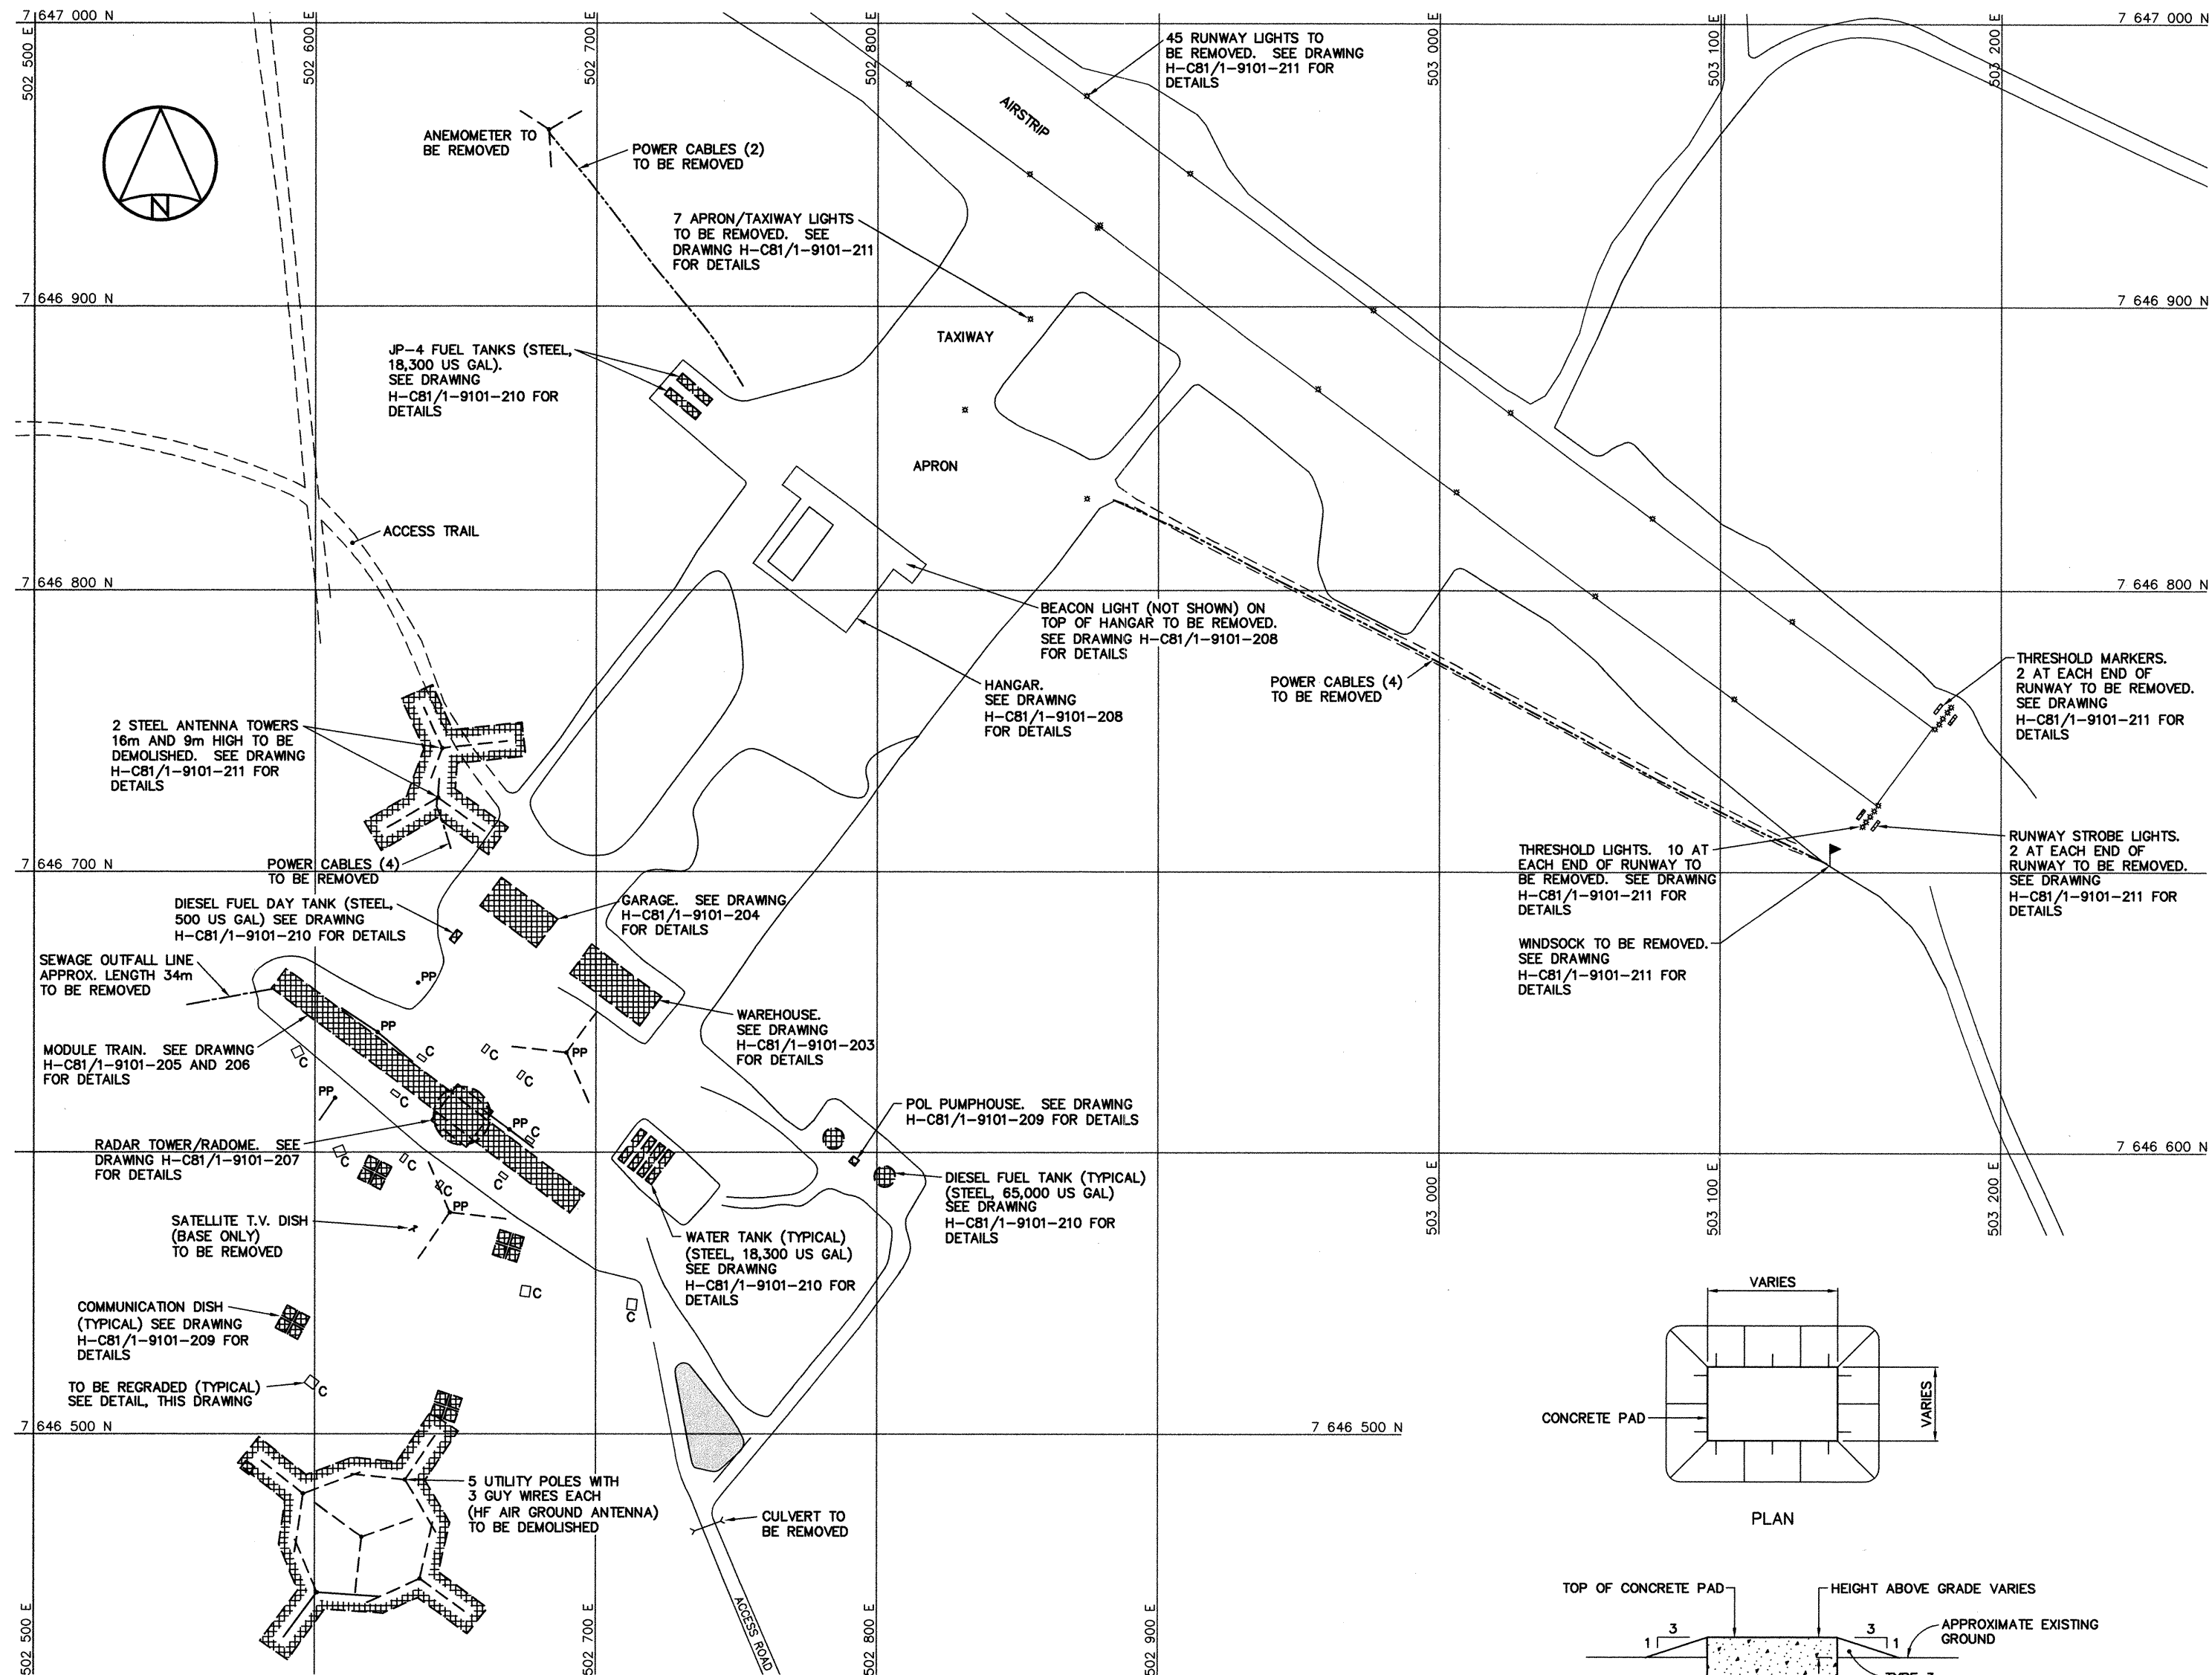 7 647 000 N
7 647 000 N
502 500 E
502 600 E
502 700 E
502 800 E
503 000 E
503 100 E
503 200 E
45 RUNWAY LIGHTS TO
BE REMOVED. SEE DRAWING
H-C81/1-9101-211 FOR
DETAILS
AIRSTRIP
N
ANEMOMETER TO
BE REMOVED
POWER CABLES (2)
TO BE REMOVED
7 APRON/TAXIWAY LIGHTS
TO BE REMOVED. SEE
DRAWING H-C81/1-9101-211
FOR DETAILS
7 646 900 N
7 646 900 N
TAXIWAY
JP-4 FUEL TANKS (STEEL,
18,300 US GAL).
SEE DRAWING
H-C81/1-9101-210 FOR
DETAILS
APRON
ACCESS TRAIL
7 646 800 N
7 646 800 N
BEACON LIGHT (NOT SHOWN) ON
TOP OF HANGAR TO BE REMOVED.
SEE DRAWING H-C81/1-9101-208
FOR DETAILS
HANGAR.
SEE DRAWING
H-C81/1-9101-208
FOR DETAILS
POWER CABLES (4)
TO BE REMOVED
THRESHOLD MARKERS.
2 AT EACH END OF
RUNWAY TO BE REMOVED.
SEE DRAWING
H-C81/1-9101-211 FOR
DETAILS
2 STEEL ANTENNA TOWERS
16m AND 9m HIGH TO BE
DEMOLISHED. SEE DRAWING
H-C81/1-9101-211 FOR
DETAILS
RUNWAY STROBE LIGHTS.
2 AT EACH END OF
RUNWAY TO BE REMOVED.
SEE DRAWING
H-C81/1-9101-211 FOR
DETAILS
THRESHOLD LIGHTS. 10 AT
EACH END OF RUNWAY TO
BE REMOVED. SEE DRAWING
H-C81/1-9101-211 FOR
DETAILS
7 646 700 N
7 646 700 N
POWER CABLES (4)
TO BE REMOVED
DIESEL FUEL DAY TANK (STEEL,
500 US GAL) SEE DRAWING
H-C81/1-9101-210 FOR DETAILS
GARAGE. SEE DRAWING
H-C81/1-9101-204
FOR DETAILS
WINDSOCK TO BE REMOVED.
SEE DRAWING
H-C81/1-9101-211 FOR
DETAILS
SEWAGE OUTFALL LINE
APPROX. LENGTH 34m
TO BE REMOVED
PP
WAREHOUSE.
SEE DRAWING
H-C81/1-9101-203
FOR DETAILS
PP
C
C
C
PP
MODULE TRAIN. SEE DRAWING
H-C81/1-9101-205 AND 206
FOR DETAILS
C
PP
C
POL PUMPHOUSE. SEE DRAWING
H-C81/1-9101-209 FOR DETAILS
PP
C
RADAR TOWER/RADOME. SEE
DRAWING H-C81/1-9101-207
FOR DETAILS
C
C
C
C
PP
7 646 600 N
DIESEL FUEL TANK (TYPICAL)
(STEEL, 65,000 US GAL)
SEE DRAWING
H-C81/1-9101-210 FOR
DETAILS
503 000 E
503 100 E
503 200 E
SATELLITE T.V. DISH
(BASE ONLY)
TO BE REMOVED
WATER TANK (TYPICAL)
(STEEL, 18,300 US GAL)
SEE DRAWING
H-C81/1-9101-210 FOR
DETAILS
C
C
COMMUNICATION DISH
(TYPICAL) SEE DRAWING
H-C81/1-9101-209 FOR
DETAILS
TO BE REGRADED (TYPICAL)
SEE DETAIL, THIS DRAWING
C
VARIES
VARIES
CONCRETE PAD
PLAN
7 646 500 N
7 646 500 N
5 UTILITY POLES WITH
3 GUY WIRES EACH
(HF AIR GROUND ANTENNA)
TO BE DEMOLISHED
CULVERT TO
BE REMOVED
ACCESS ROAD
502 500 E
502 700 E
502 800 E
502 900 E
TOP OF CONCRETE PAD
HEIGHT ABOVE GRADE VARIES
3
1
3
1
APPROXIMATE EXISTING
GROUND